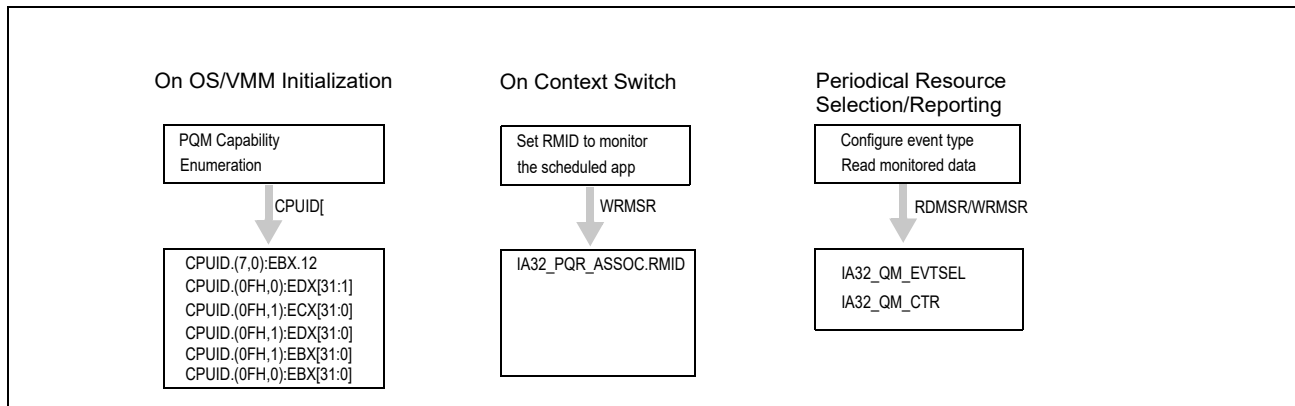 On OS/VMM Initialization
PQM Capability
Enumeration
CPUID[
CPUID.(7,0):EBX.12
CPUID.(0FH,0):EDX[31:1]
CPUID.(0FH,1):ECX[31:0]
CPUID.(0FH,1):EDX[31:0]
CPUID.(0FH,1):EBX[31:0]
CPUID.(0FH,0):EBX[31:0]
On Context Switch
Set RMID to monitor
the scheduled app
WRMSR
IA32_PQR_ASSOC.RMID
Periodical Resource
Selection/Reporting
Configure event type
Read monitored data
RDMSR/WRMSR
IA32_QM_EVTSEL
IA32_QM_CTR